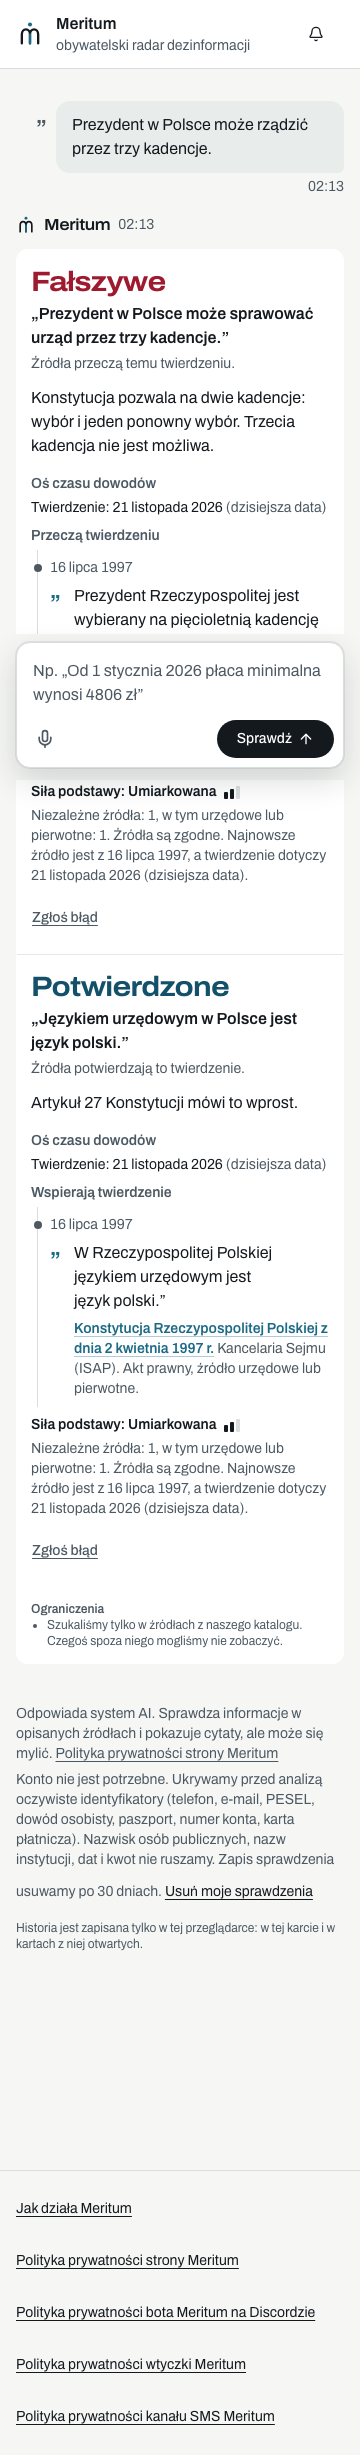 Meritum
obywatelski radar dezinformacji
” Prezydent w Polsce może rządzić
przez trzy kadencje.
02:13
Meritum 02:13
Fałszywe
„Prezydent w Polsce może sprawować
urząd przez trzy kadencje.”
Źródła przeczą temu twierdzeniu.
Konstytucja pozwala na dwie kadencje:
wybór i jeden ponowny wybór. Trzecia
kadencja nie jest możliwa.
Oś czasu dowodów
Twierdzenie: 21 listopada 2026 (dzisiejsza data)
Przeczą twierdzeniu
16 lipca 1997
” Prezydent Rzeczypospolitej jest
wybierany na pięcioletnią kadencję
Np. „Od 1 stycznia 2026 płaca minimalna
wynosi 4806 zł”
Sprawdź ↑
Siła podstawy: Umiarkowana
Niezależne źródła: 1, w tym urzędowe lub
pierwotne: 1. Źródła są zgodne. Najnowsze
źródło jest z 16 lipca 1997, a twierdzenie dotyczy
21 listopada 2026 (dzisiejsza data).
Zgłoś błąd
Potwierdzone
„Językiem urzędowym w Polsce jest
język polski.”
Źródła potwierdzają to twierdzenie.
Artykuł 27 Konstytucji mówi to wprost.
Oś czasu dowodów
Twierdzenie: 21 listopada 2026 (dzisiejsza data)
Wspierają twierdzenie
16 lipca 1997
” W Rzeczypospolitej Polskiej
językiem urzędowym jest
język polski.”
Konstytucja Rzeczypospolitej Polskiej z
dnia 2 kwietnia 1997 r. Kancelaria Sejmu
(ISAP). Akt prawny, źródło urzędowe lub
pierwotne.
Siła podstawy: Umiarkowana
Niezależne źródła: 1, w tym urzędowe lub
pierwotne: 1. Źródła są zgodne. Najnowsze
źródło jest z 16 lipca 1997, a twierdzenie dotyczy
21 listopada 2026 (dzisiejsza data).
Zgłoś błąd
Ograniczenia
• Szukaliśmy tylko w źródłach z naszego katalogu.
Czegoś spoza niego mogliśmy nie zobaczyć.
Odpowiada system AI. Sprawdza informacje w
opisanych źródłach i pokazuje cytaty, ale może się
mylić. Polityka prywatności strony Meritum
Konto nie jest potrzebne. Ukrywamy przed analizą
oczywiste identyfikatory (telefon, e-mail, PESEL,
dowód osobisty, paszport, numer konta, karta
płatnicza). Nazwisk osób publicznych, nazw
instytucji, dat i kwot nie ruszamy. Zapis sprawdzenia
usuwamy po 30 dniach. Usuń moje sprawdzenia
Historia jest zapisana tylko w tej przeglądarce: w tej karcie i w
kartach z niej otwartych.
Jak działa Meritum
Polityka prywatności strony Meritum
Polityka prywatności bota Meritum na Discordzie
Polityka prywatności wtyczki Meritum
Polityka prywatności kanału SMS Meritum